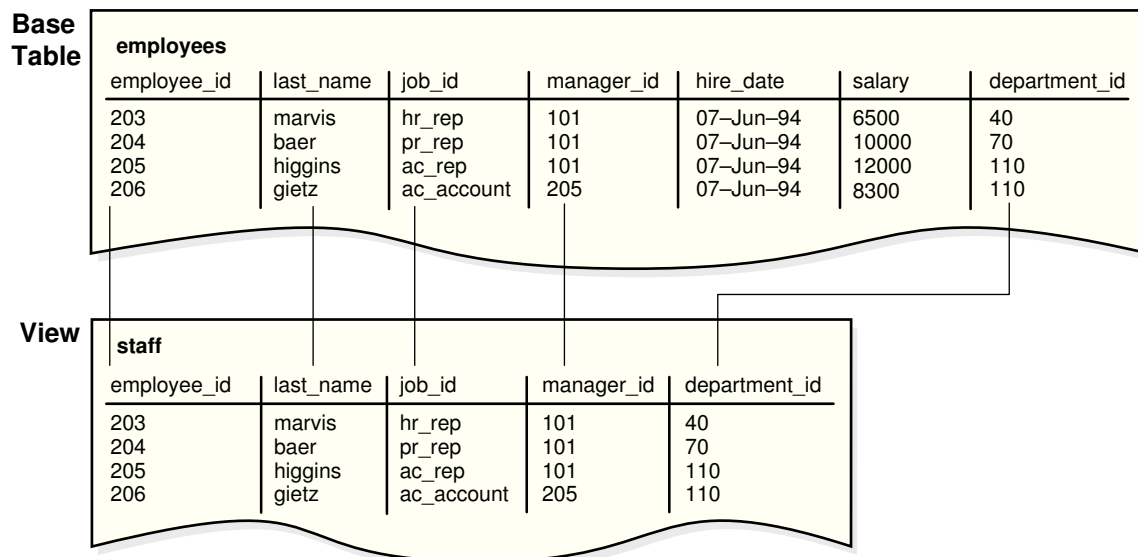 Base
Table
employees
employee_id last_name job_id manager_id hire_date salary department_id
203 marvis hr_rep 101 07–Jun–94 6500 40
204 baer pr_rep 101 07–Jun–94 10000 70
205 higgins ac_rep 101 07–Jun–94 12000 110
206 gietz ac_account 205 07–Jun–94 8300 110
View
staff
employee_id last_name job_id manager_id department_id
203 marvis hr_rep 101 40
204 baer pr_rep 101 70
205 higgins ac_rep 101 110
206 gietz ac_account 205 110